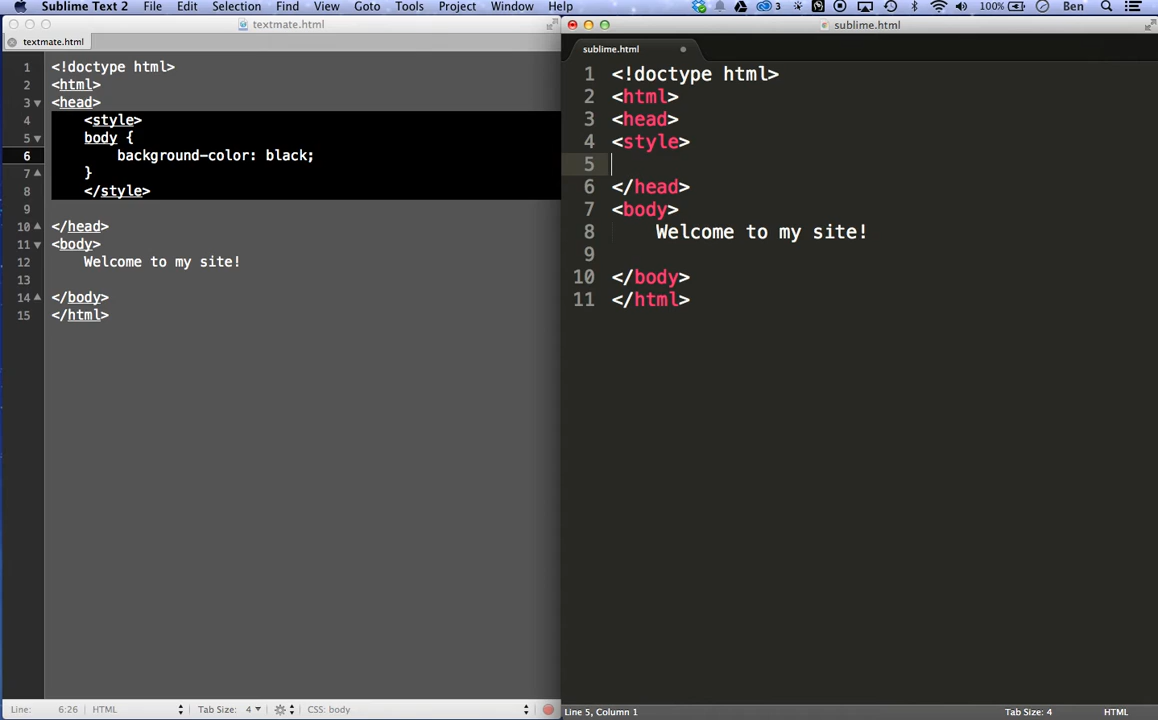 Sublime Text 2 File Edit Selection Find View Goto Tools Project Window Help 3 100% Ben
textmate.html
textmate.html
1 <!doctype html>
2 <html>
3 <head>
4 <style>
5 body {
6 background-color: black;
7 }
8 </style>
9
10 </head>
11 <body>
12 Welcome to my site!
13
14 </body>
15 </html>
Line: 6:26 HTML Tab Size: 4 CSS: body
sublime.html
sublime.html
1 <!doctype html>
2 <html>
3 <head>
4 <style>
5
6 </head>
7 <body>
8 Welcome to my site!
9
10 </body>
11 </html>
Line 5, Column 1 Tab Size: 4 HTML